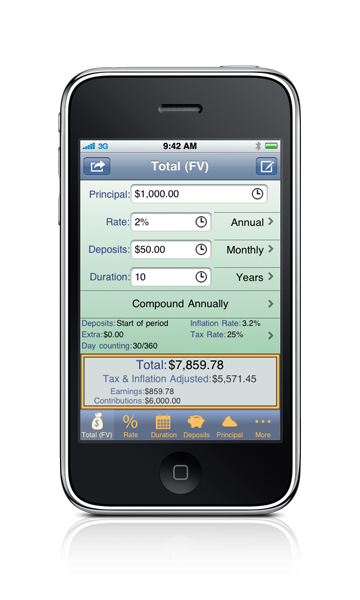 3G 9:42 AM
Total (FV)
Principal: $1,000.00
Rate: 2% Annual
Deposits: $50.00 Monthly
Duration: 10 Years
Compound Annually
Deposits: Start of period Inflation Rate: 3.2%
Extra: $0.00 Tax Rate: 25%
Day counting: 30/360
Total: $7,859.78
Tax & Inflation Adjusted: $5,571.45
Earnings: $859.78
Contributions: $6,000.00
Total (FV) Rate Duration Deposits Principal More